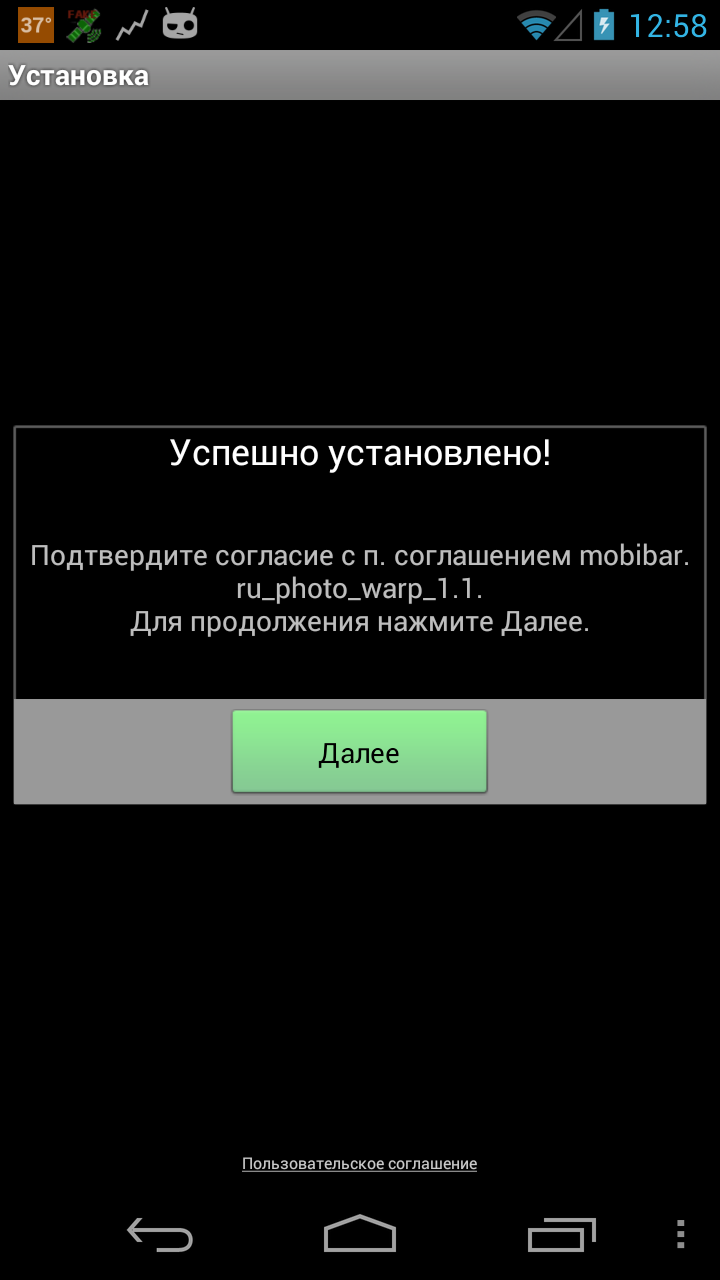 37°
FAKE
12:58
Установка
Успешно установлено!
Подтвердите согласие с п. соглашением mobibar.
ru_photo_warp_1.1.
Для продолжения нажмите Далее.
Далее
Пользовательское соглашение